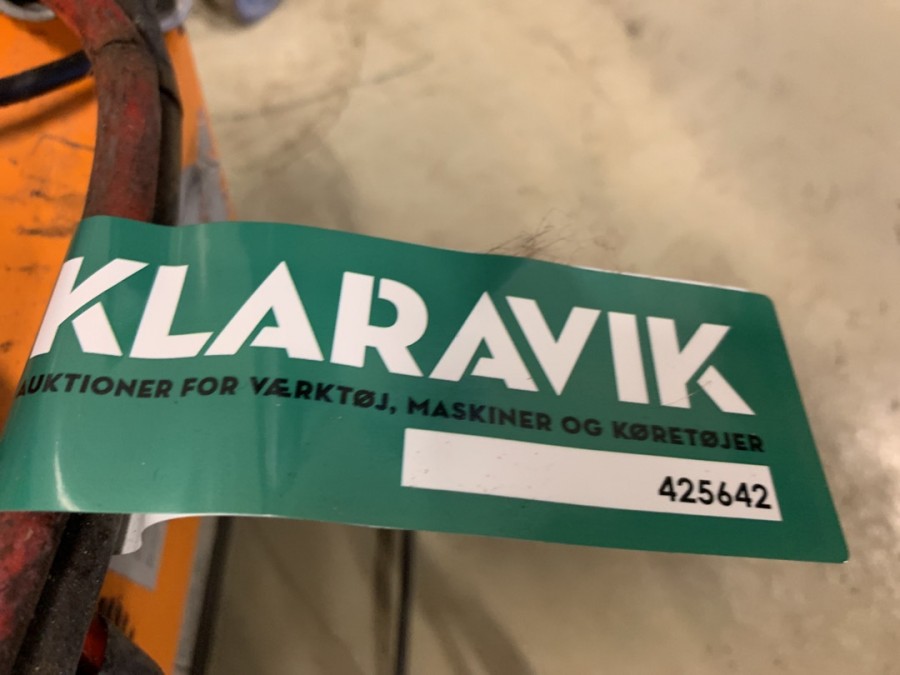 KLARAVIK
AUKTIONER FOR VÆRKTØJ, MASKINER OG KØRETØJER
425642